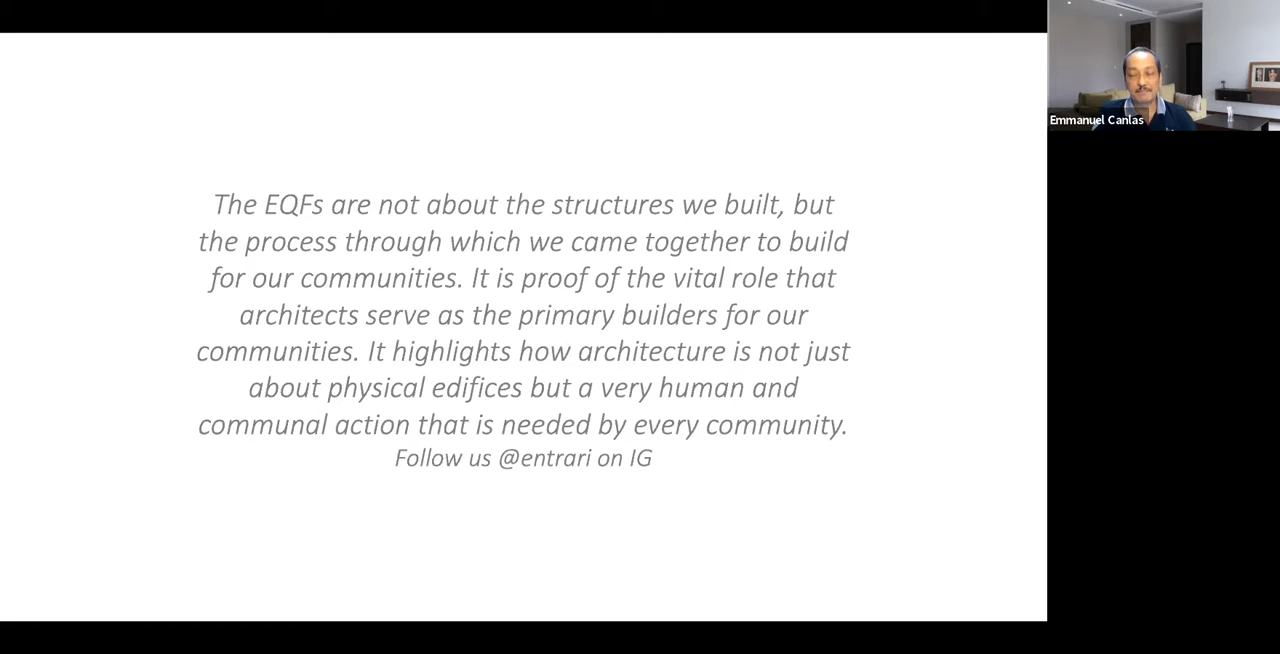 The EQFs are not about the structures we built, but
the process through which we came together to build
for our communities. It is proof of the vital role that
architects serve as the primary builders for our
communities. It highlights how architecture is not just
about physical edifices but a very human and
communal action that is needed by every community.
Follow us @entrari on IG
Emmanuel Canlas